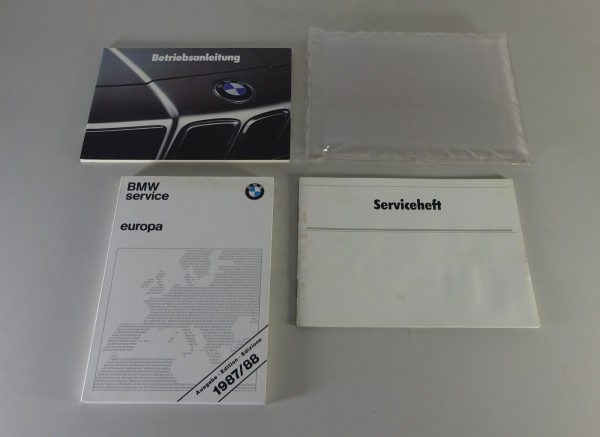 Betriebsanleitung
BMW
service
europa
Ausgabe · Edition · Edizione
1987/88
Serviceheft